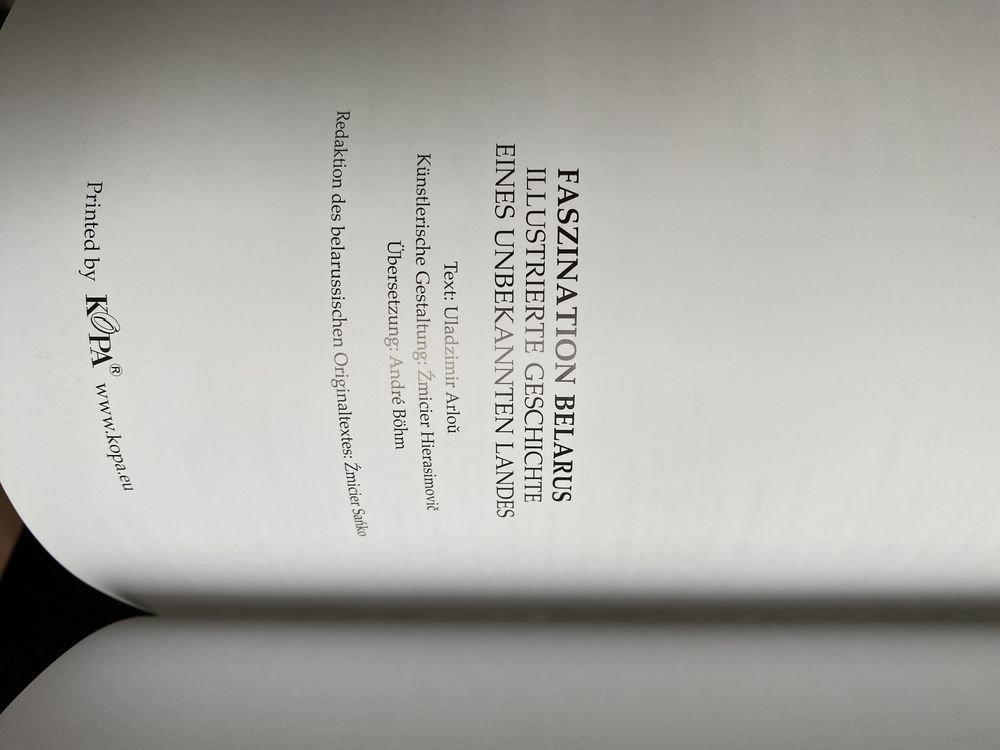 FASZINATION BELARUS
ILLUSTRIERTE GESCHICHTE
EINES UNBEKANNTEN LANDES
Text: Uladzimir Arloŭ
Künstlerische Gestaltung: Źmicier Hierasimovič
Übersetzung: André Böhm
Redaktion des belarussischen Originaltextes: Źmicier Sańko
Printed by KOPA® www.kopa.eu